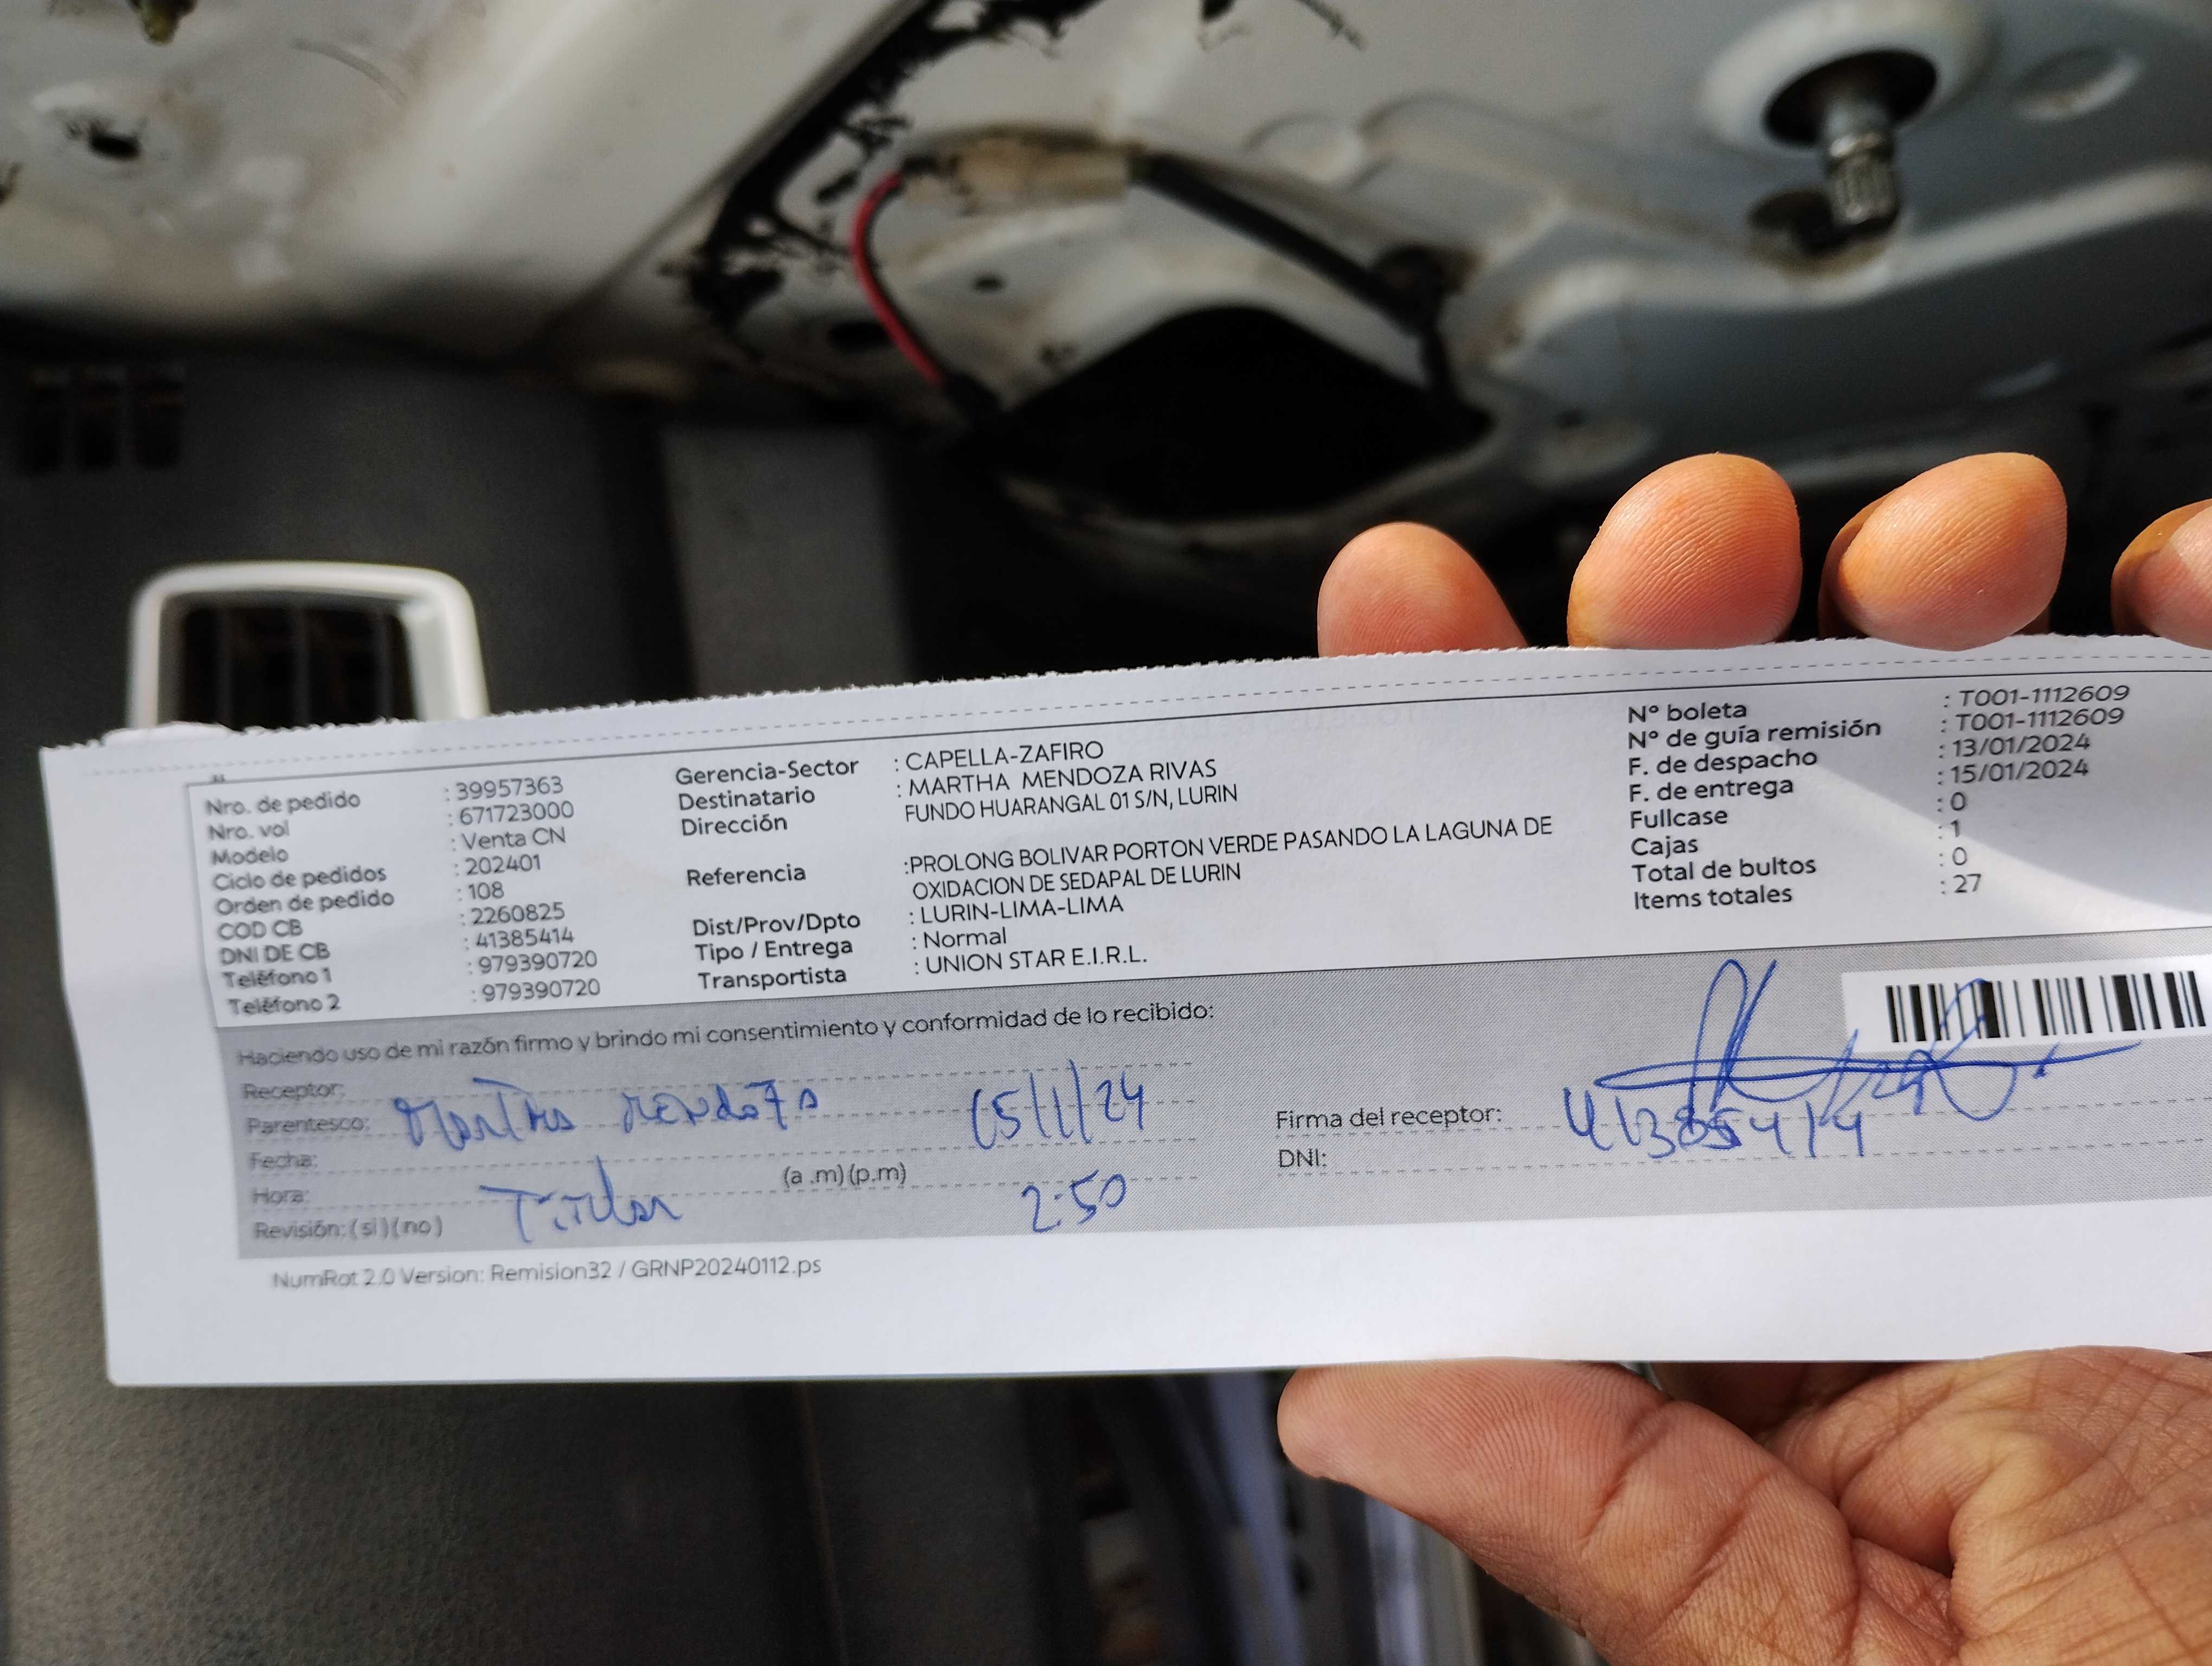 Nro. de pedido : 39957363
Nro. vol : 671723000
Modelo : Venta CN
Ciclo de pedidos : 202401
Orden de pedido : 108
COD CB : 2260825
DNI DE CB : 41385414
Teléfono 1 : 979390720
Teléfono 2 : 979390720
Gerencia-Sector : CAPELLA-ZAFIRO
Destinatario : MARTHA MENDOZA RIVAS
Dirección FUNDO HUARANGAL 01 S/N, LURIN
Referencia :PROLONG BOLIVAR PORTON VERDE PASANDO LA LAGUNA DE
OXIDACION DE SEDAPAL DE LURIN
Dist/Prov/Dpto : LURIN-LIMA-LIMA
Tipo / Entrega : Normal
Transportista : UNION STAR E.I.R.L.
N° boleta : T001-1112609
N° de guía remisión : T001-1112609
F. de despacho : 13/01/2024
F. de entrega : 15/01/2024
Fullcase : 0
Cajas : 1
Total de bultos : 0
Items totales : 27
Haciendo uso de mi razón firmo y brindo mi consentimiento y conformidad de lo recibido:
Receptor:
Parentesco: Martha Mendoza 15/1/24
Fecha:
Hora: (a .m) (p.m)
Revisión: ( si ) ( no ) Titular 2:50
Firma del receptor: 41385414
DNI:
NumRot 2.0 Version: Remision32 / GRNP20240112.ps